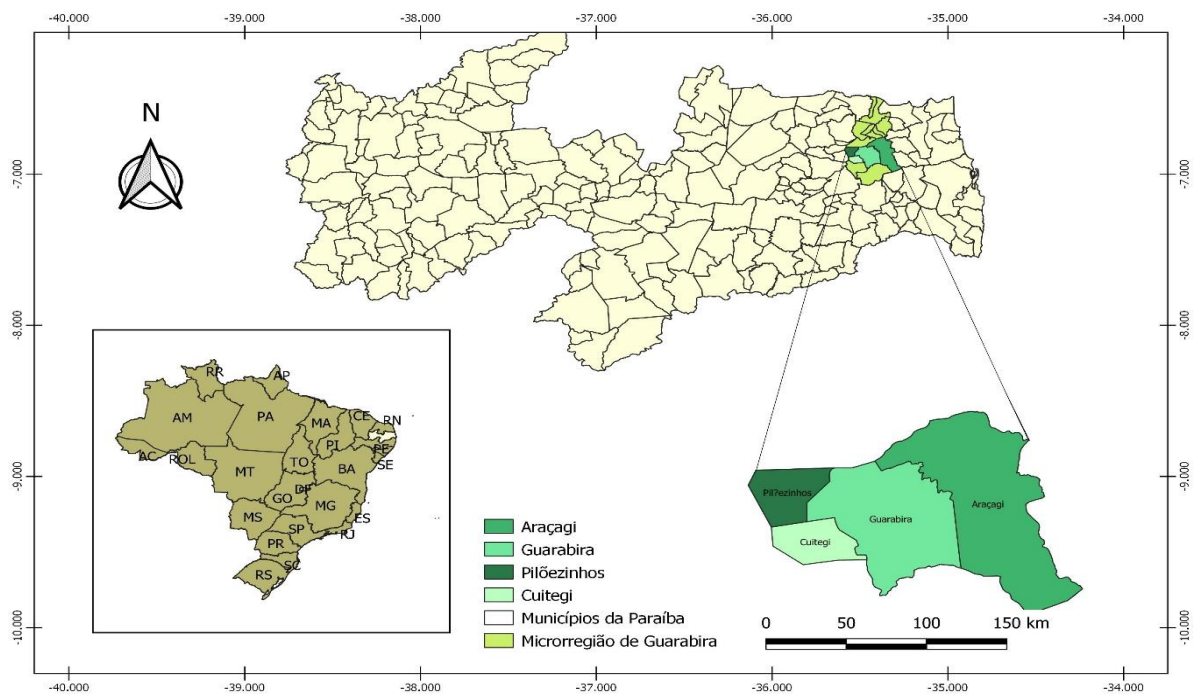 -40.000 -39.000 -38.000 -37.000 -36.000 -35.000 -34.000
N
-7.000 -7.000
-8.000 -8.000
RR AP
AM PA MA CE RN
PI PE
AC ROL TO SE
MT BA
DF
GO
MS MG ES
SP RJ
PR
SC
RS
-9.000 -9.000
Pil?ezinhos
Guarabira Araçagi
Cuitegi
Araçagi
Guarabira
Pilõezinhos
Cuitegi
Municípios da Paraíba
Microrregião de Guarabira
0 50 100 150 km
-10.000 -10.000
-40.000 -39.000 -38.000 -37.000 -36.000 -35.000 -34.000